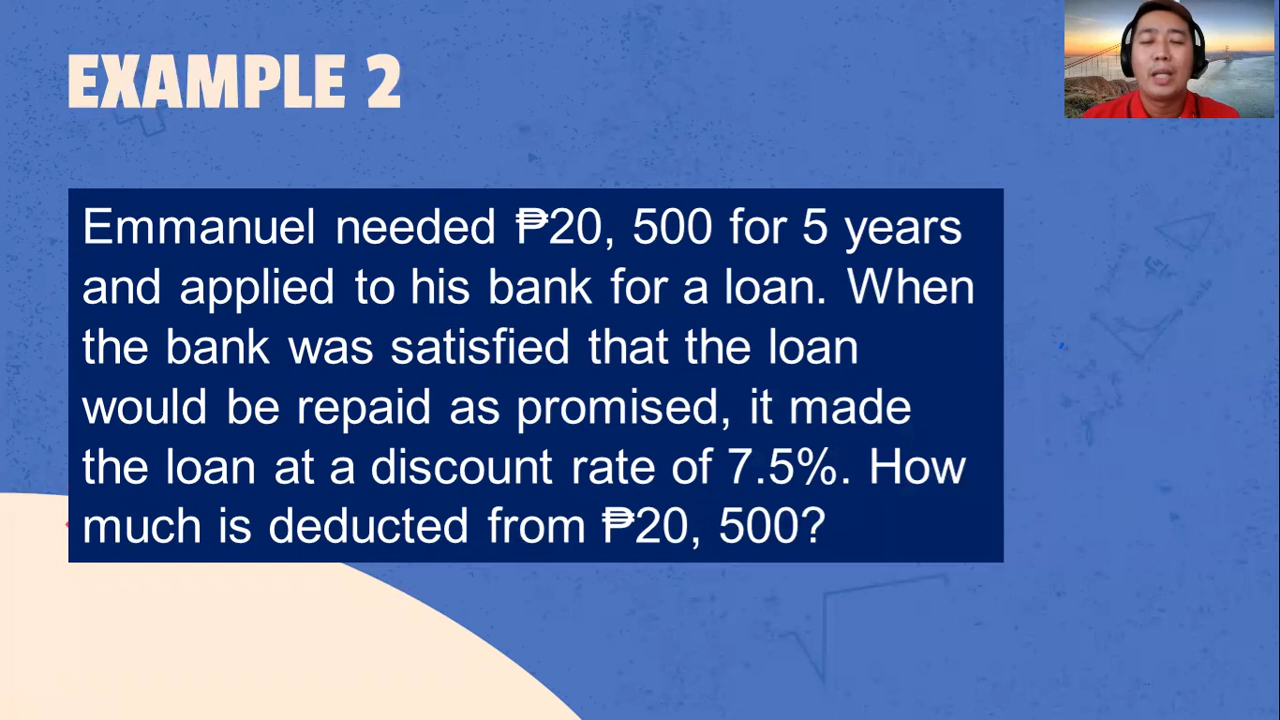 EXAMPLE 2
Emmanuel needed ₱20, 500 for 5 years
and applied to his bank for a loan. When
the bank was satisfied that the loan
would be repaid as promised, it made
the loan at a discount rate of 7.5%. How
much is deducted from ₱20, 500?